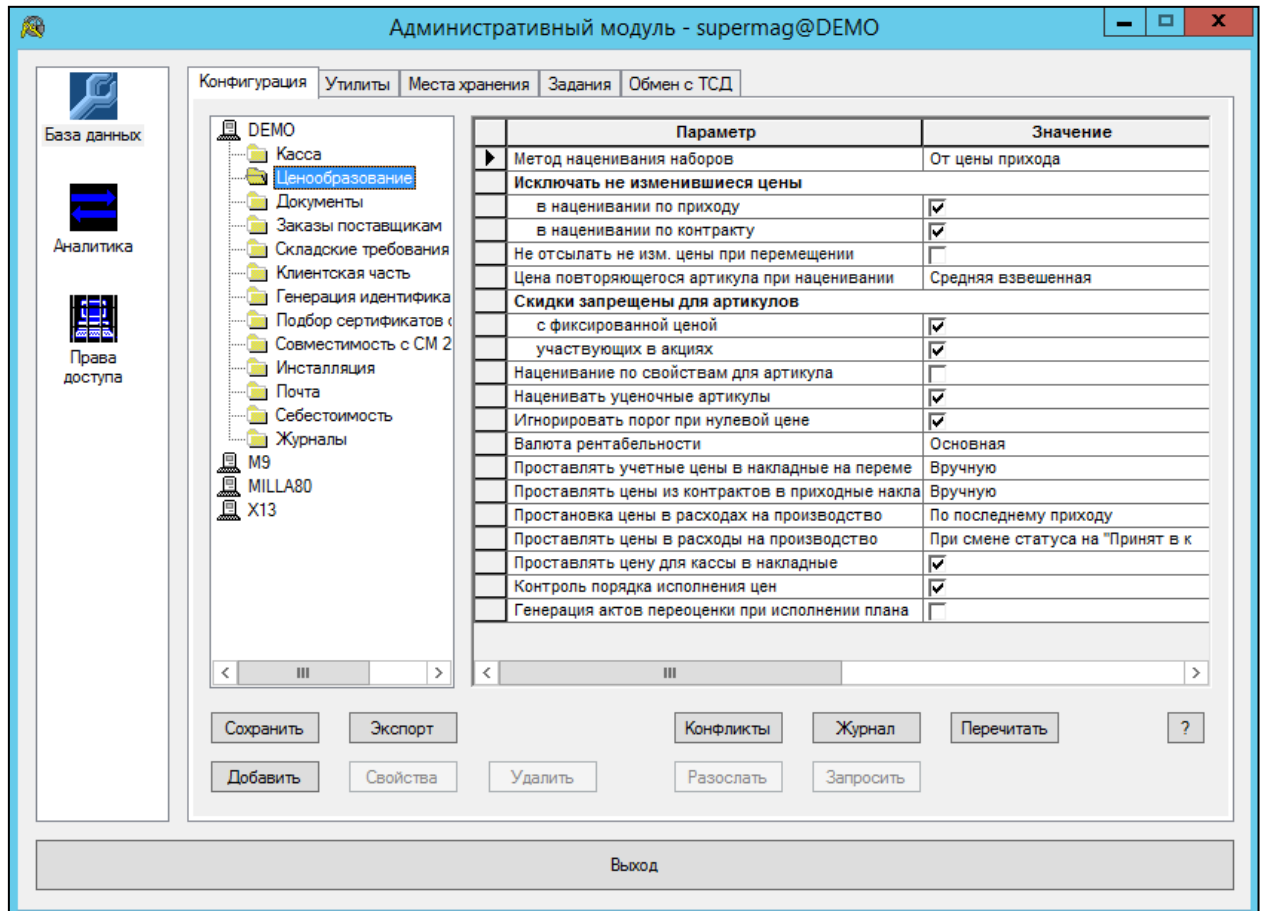 Административный модуль - supermag@DEMO
База данных
Аналитика
Права
доступа
Конфигурация Утилиты Места хранения Задания Обмен с ТСД
DEMO
Касса
Ценообразование
Документы
Заказы поставщикам
Складские требования
Клиентская часть
Генерация идентифика
Подбор сертификатов
Совместимость с СМ 2
Инсталляция
Почта
Себестоимость
Журналы
M9
MILLA80
X13
Параметр Значение
Метод наценивания наборов От цены прихода
Исключать не изменившиеся цены
в наценивании по приходу
в наценивании по контракту
Не отсылать не изм. цены при перемещении
Цена повторяющегося артикула при наценивании Средняя взвешенная
Скидки запрещены для артикулов
с фиксированной ценой
участвующих в акциях
Наценивание по свойствам для артикула
Наценивать уценочные артикулы
Игнорировать порог при нулевой цене
Валюта рентабельности Основная
Проставлять учетные цены в накладные на переме Вручную
Проставлять цены из контрактов в приходные накла Вручную
Простановка цены в расходах на производство По последнему приходу
Проставлять цены в расходы на производство При смене статуса на "Принят в к
Проставлять цену для кассы в накладные
Контроль порядка исполнения цен
Генерация актов переоценки при исполнении плана
Сохранить Экспорт Конфликты Журнал Перечитать ?
Добавить Свойства Удалить Разослать Запросить
Выход